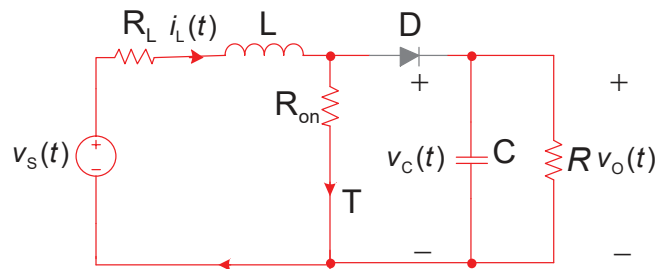 R_L i_L(t) L D
+ +
R_on
v_S(t) + − v_C(t) C R v_O(t)
T
− −